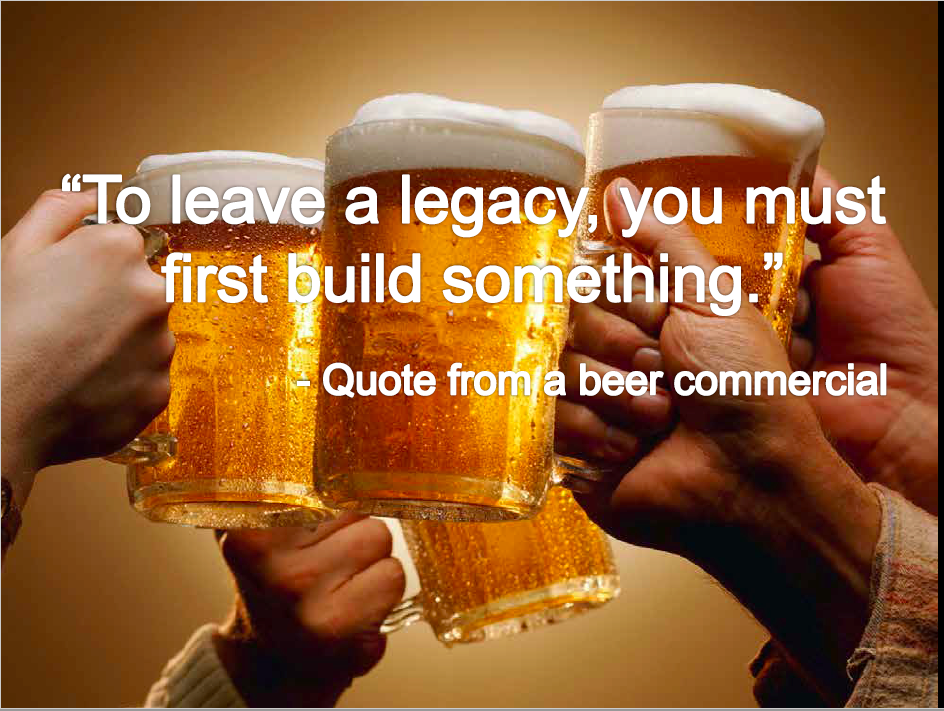 “To leave a legacy, you must
first build something.”
- Quote from a beer commercial